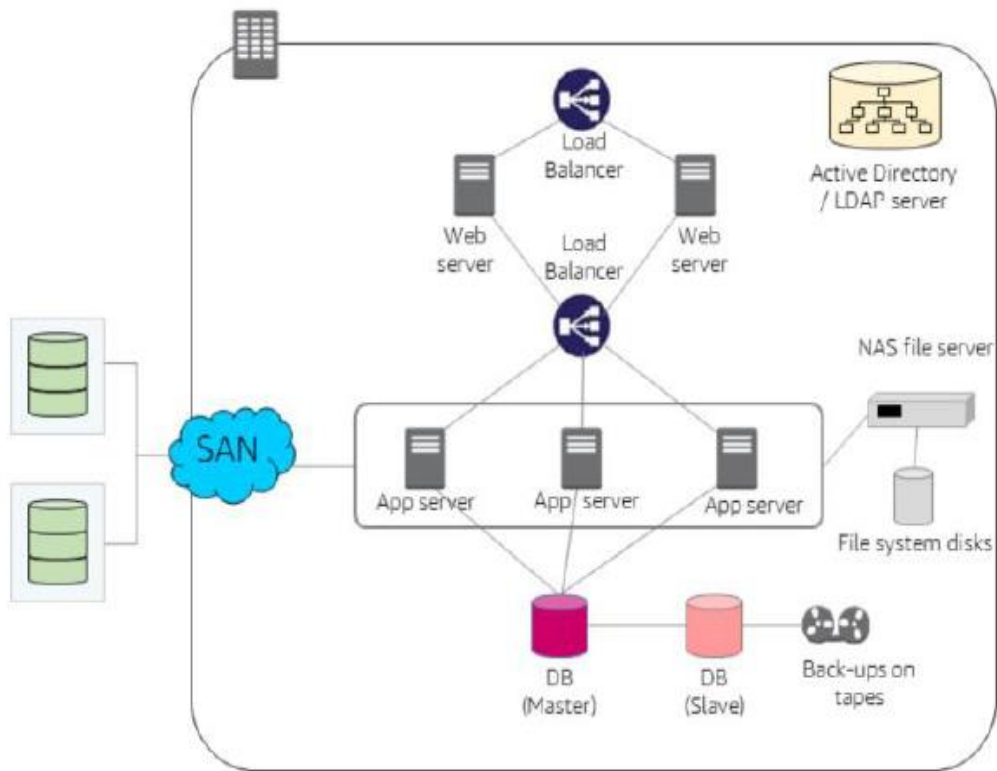 Load
Balancer
Active Directory
/ LDAP server
Web
server
Web
server
Load
Balancer
NAS file server
SAN
App server
App server
App server
File system disks
DB
(Master)
DB
(Slave)
Back-ups on
tapes